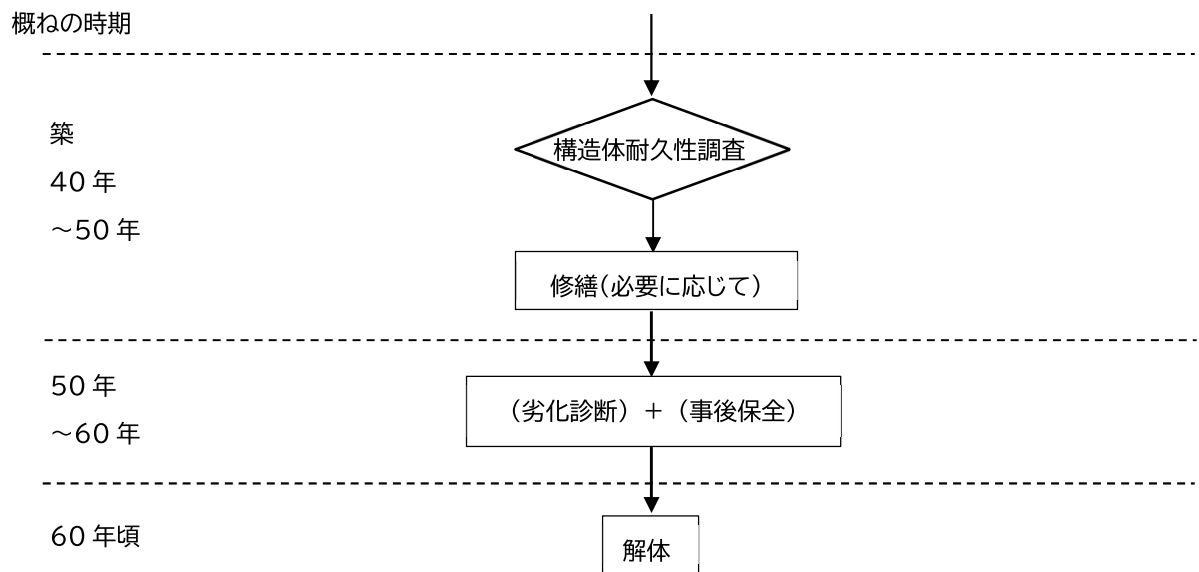 概ねの時期
築
40年
~50年
構造体耐久性調査
修繕(必要に応じて)
50年
~60年
(劣化診断)+(事後保全)
60年頃
解体